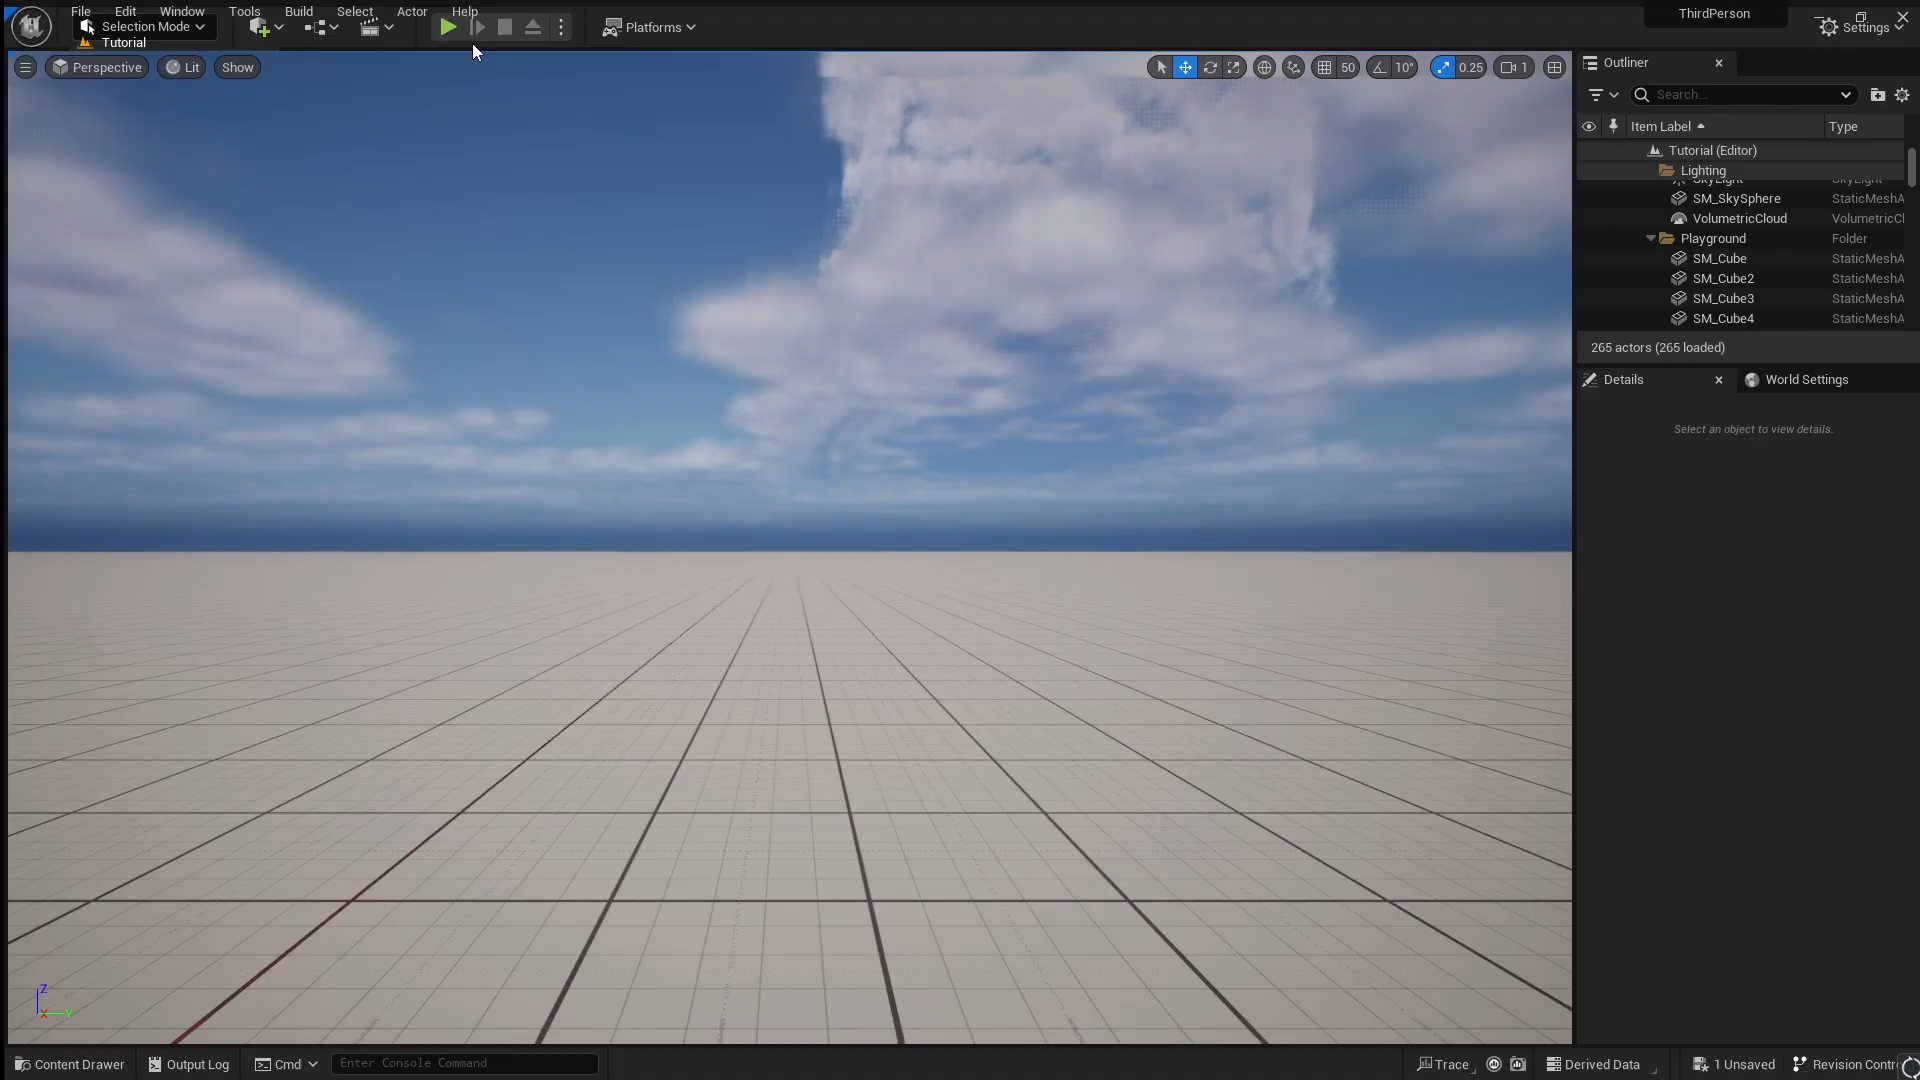 File Edit Window Tools Build Select Actor Help
ThirdPerson
Selection Mode
Platforms
Settings
Tutorial
Perspective
Lit
Show
50
10°
0.25
1
Outliner
Search...
Item Label
Type
Tutorial (Editor)
Lighting
SkyLight SkyLight
SM_SkySphere StaticMeshA
VolumetricCloud VolumetricCl
Playground Folder
SM_Cube StaticMeshA
SM_Cube2 StaticMeshA
SM_Cube3 StaticMeshA
SM_Cube4 StaticMeshA
265 actors (265 loaded)
Details
World Settings
Select an object to view details.
Z
X
Y
Content Drawer
Output Log
Cmd
Enter Console Command
Trace
Derived Data
1 Unsaved
Revision Contr